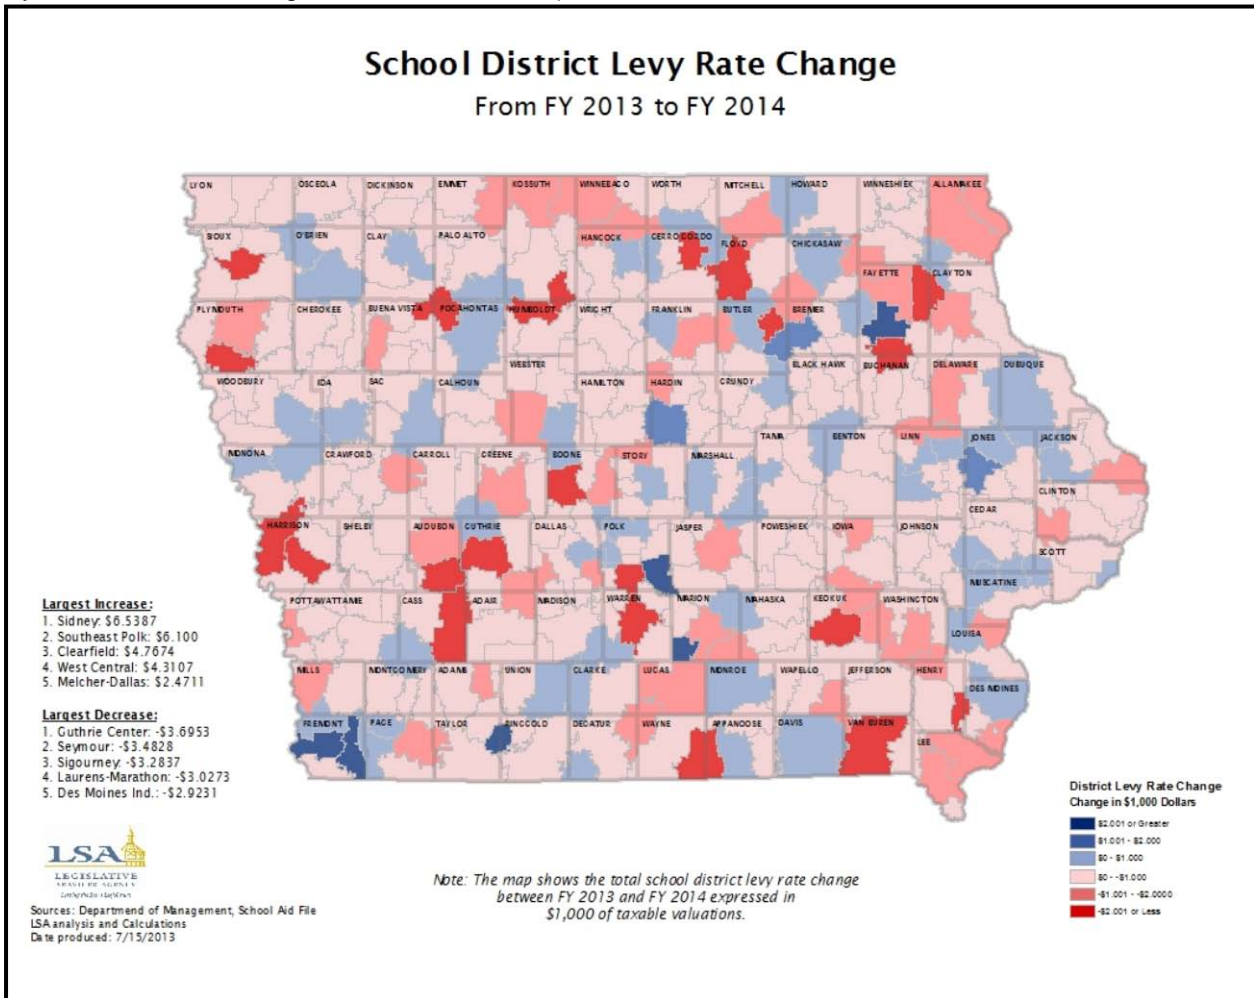 School District Levy Rate Change
From FY 2013 to FY 2014
LYON OSCEOLA DICKINSON EMMET KOSSUTH WINNEBAGO WORTH MITCHELL HOWARD WINNESHIEK ALLAMAKEE
SIOUX O'BRIEN CLAY PALO ALTO HANCOCK CERRO GORDO FLOYD CHICKASAW
FAYETTE CLAYTON
PLYMOUTH CHEROKEE BUENA VISTA POCAHONTAS HUMBOLDT WRIGHT FRANKLIN BUTLER BREMER
WEBSTER BLACK HAWK BUCHANAN DELAWARE DUBUQUE
WOODBURY IDA SAC CALHOUN HAMILTON HARDIN GRUNDY
TAMA BENTON LINN JONES JACKSON
MONONA CRAWFORD CARROLL GREENE BOONE STORY MARSHALL
CLINTON
CEDAR
HARRISON SHELBY AUDUBON GUTHRIE DALLAS POLK JASPER POWESHIEK IOWA JOHNSON
SCOTT
MUSCATINE
POTTAWATTAMIE CASS ADAIR MADISON WARREN MARION MAHASKA KEOKUK WASHINGTON
LOUISA
MILLS MONTGOMERY ADAMS UNION CLARKE LUCAS MONROE WAPELLO JEFFERSON HENRY
DES MOINES
FREMONT PAGE TAYLOR RINGGOLD DECATUR WAYNE APPANOOSE DAVIS VAN BUREN
LEE
Largest Increase:
1. Sidney: $6.5387
2. Southeast Polk: $6.100
3. Clearfield: $4.7674
4. West Central: $4.3107
5. Melcher-Dallas: $2.4711
Largest Decrease:
1. Guthrie Center: -$3.6953
2. Seymour: -$3.4828
3. Sigourney: -$3.2837
4. Laurens-Marathon: -$3.0273
5. Des Moines Ind.: -$2.9231
LSA
LEGISLATIVE
SERVICES AGENCY
Sources: Departmend of Management, School Aid File
LSA analysis and Calculations
Date produced: 7/15/2013
Note: The map shows the total school district levy rate change
between FY 2013 and FY 2014 expressed in
$1,000 of taxable valuations.
District Levy Rate Change
Change in $1,000 Dollars
$2.001 or Greater
$1.001 - $2.000
$0 - $1.000
$0 - -$1.000
-$1.001 - -$2.0000
-$2.001 or Less